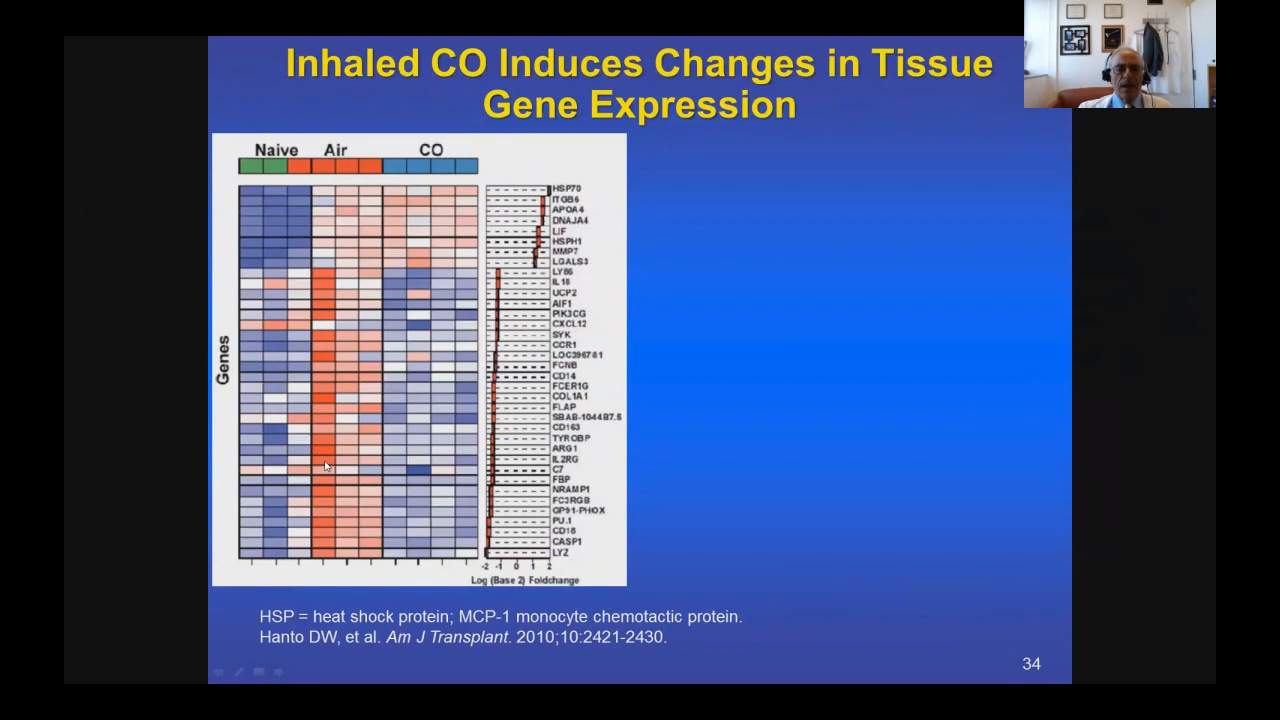 Inhaled CO Induces Changes in Tissue
Gene Expression
Naive Air CO
Genes
HSP70
ITGB6
APOA4
DNAJA4
LIF
HSPH1
MMP7
LGALS3
LY86
IL18
UCP2
AIF1
PIK3CG
CXCL12
SYK
CCR1
LOC396781
FCNB
CD14
FCER1G
COL1A1
FLAP
SBAB-1044B7.5
CD163
TYROBP
ARG1
IL2RG
C7
FBP
NRAMP1
FC3RGB
GP91-PHOX
PU.1
CD18
CASP1
LYZ
-2 -1 0 1 2
Log (Base 2) Foldchange
HSP = heat shock protein; MCP-1 monocyte chemotactic protein.
Hanto DW, et al. Am J Transplant. 2010;10:2421-2430.
34